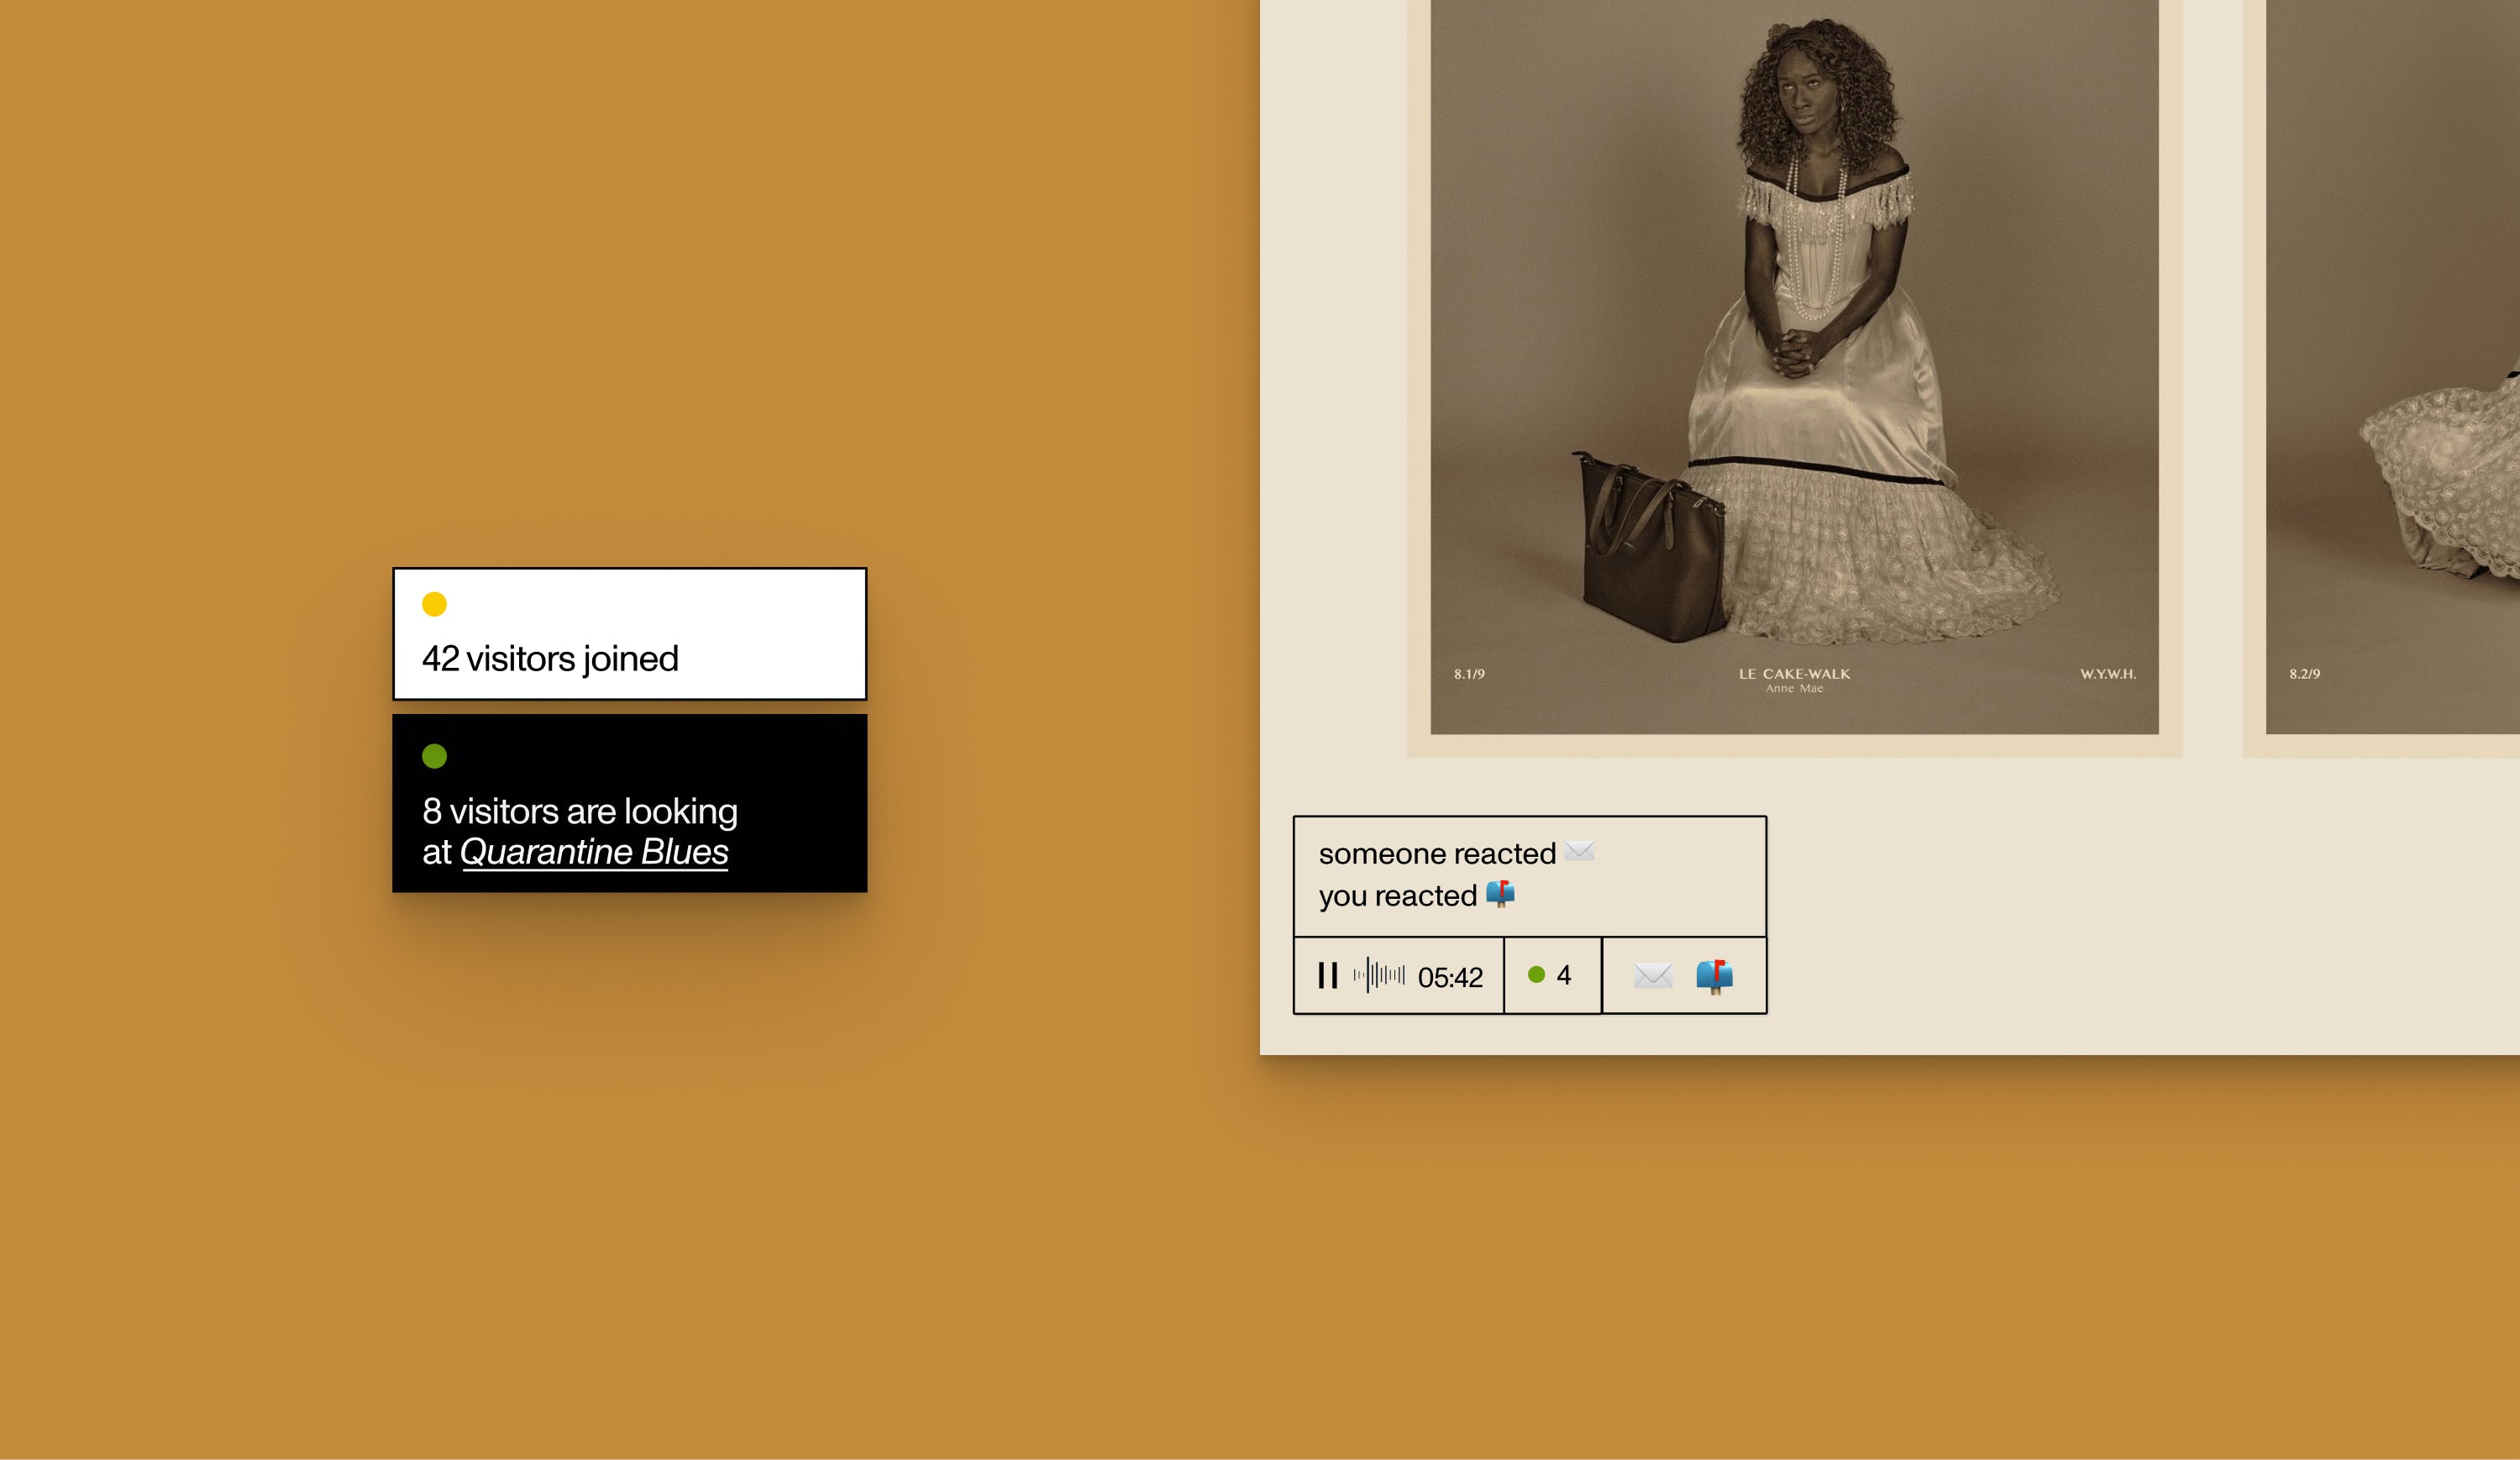 42 visitors joined
8 visitors are looking
at Quarantine Blues
8.1/9
LE CAKE-WALK
Anne Mae
W.Y.W.H.
8.2/9
someone reacted ✉️
you reacted 📫
05:42
4